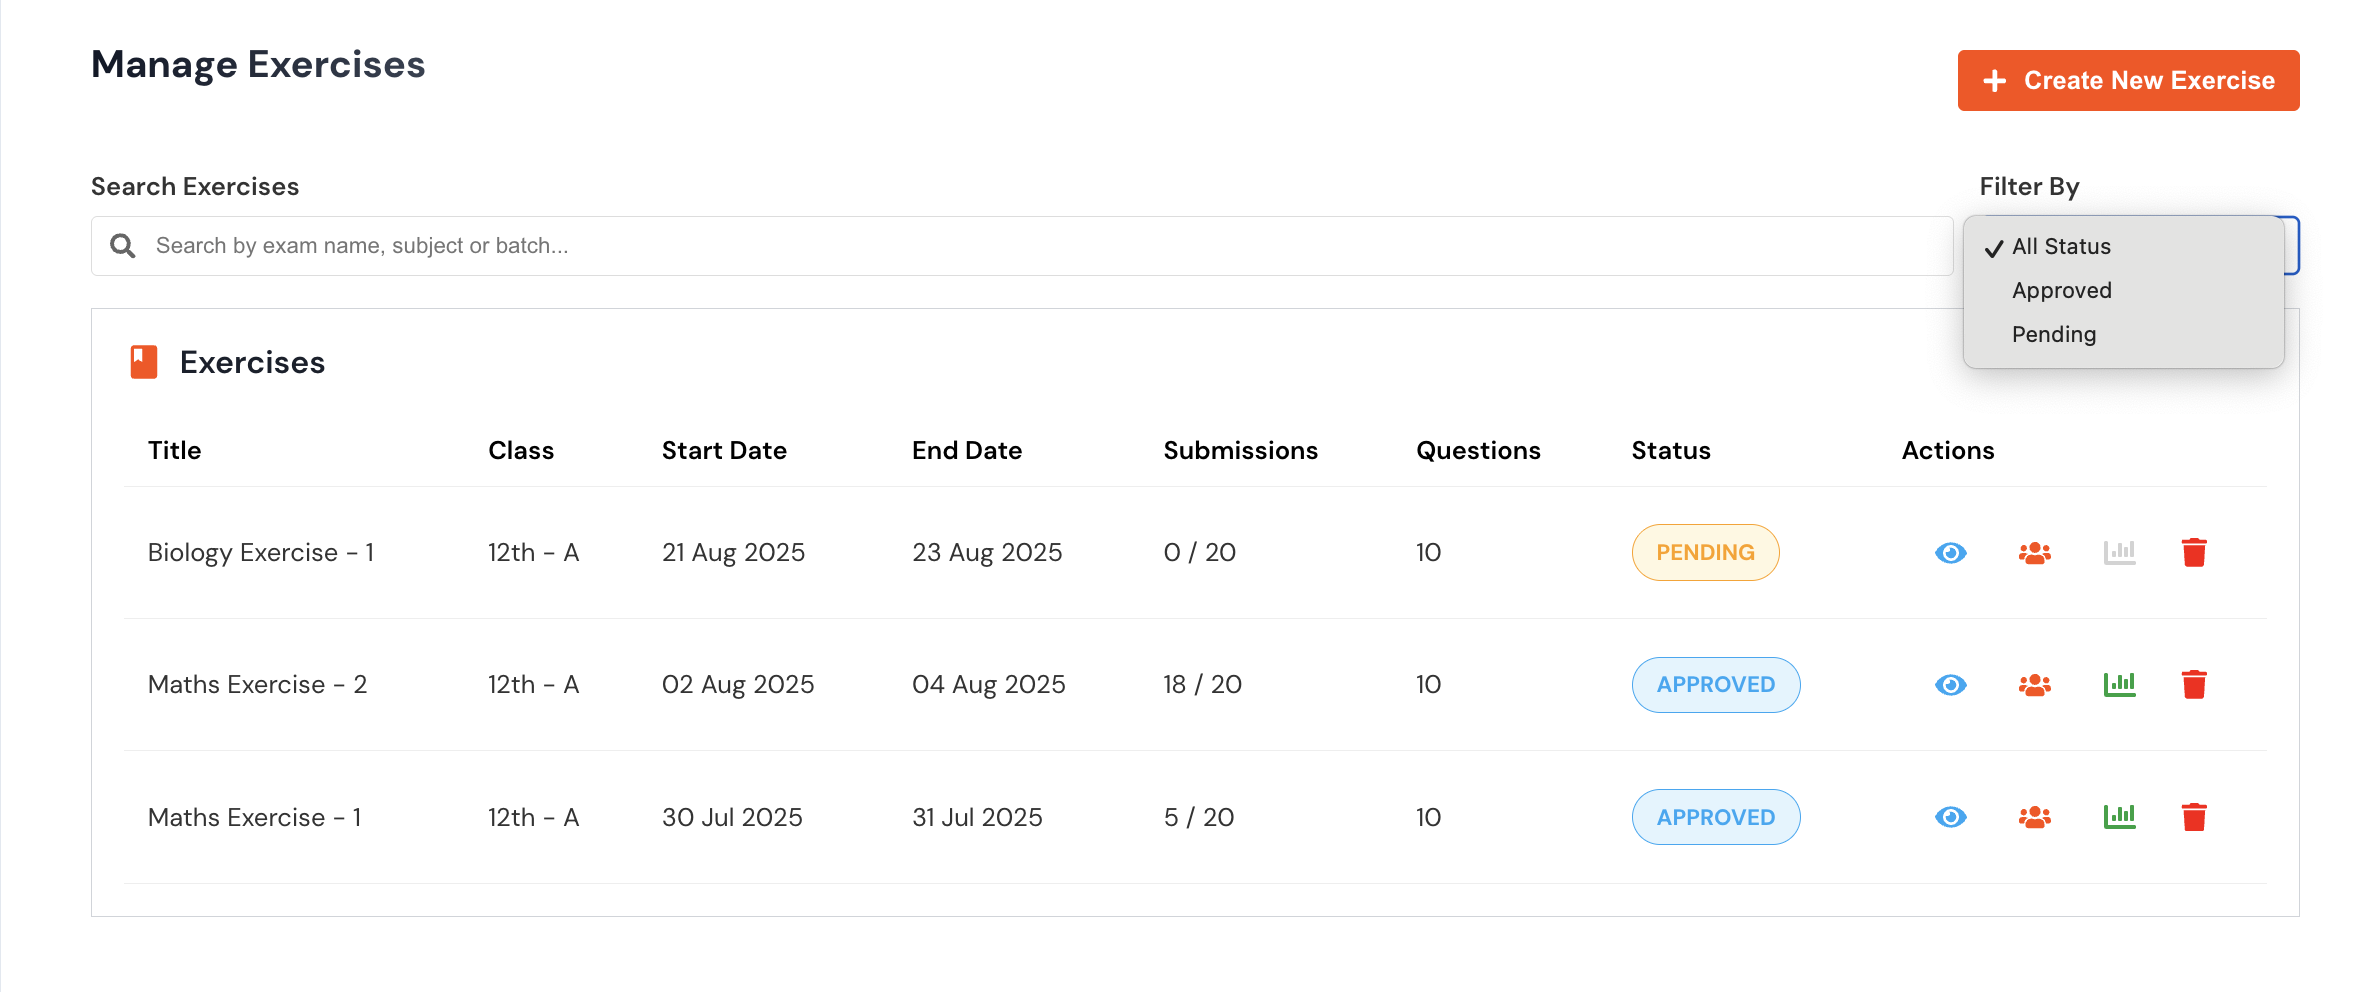 Manage Exercises
Create New Exercise
Search Exercises
Filter By
Search by exam name, subject or batch...
All Status
Approved
Pending
Exercises
Title Class Start Date End Date Submissions Questions Status Actions
Biology Exercise - 1 12th - A 21 Aug 2025 23 Aug 2025 0 / 20 10 PENDING
Maths Exercise - 2 12th - A 02 Aug 2025 04 Aug 2025 18 / 20 10 APPROVED
Maths Exercise - 1 12th - A 30 Jul 2025 31 Jul 2025 5 / 20 10 APPROVED